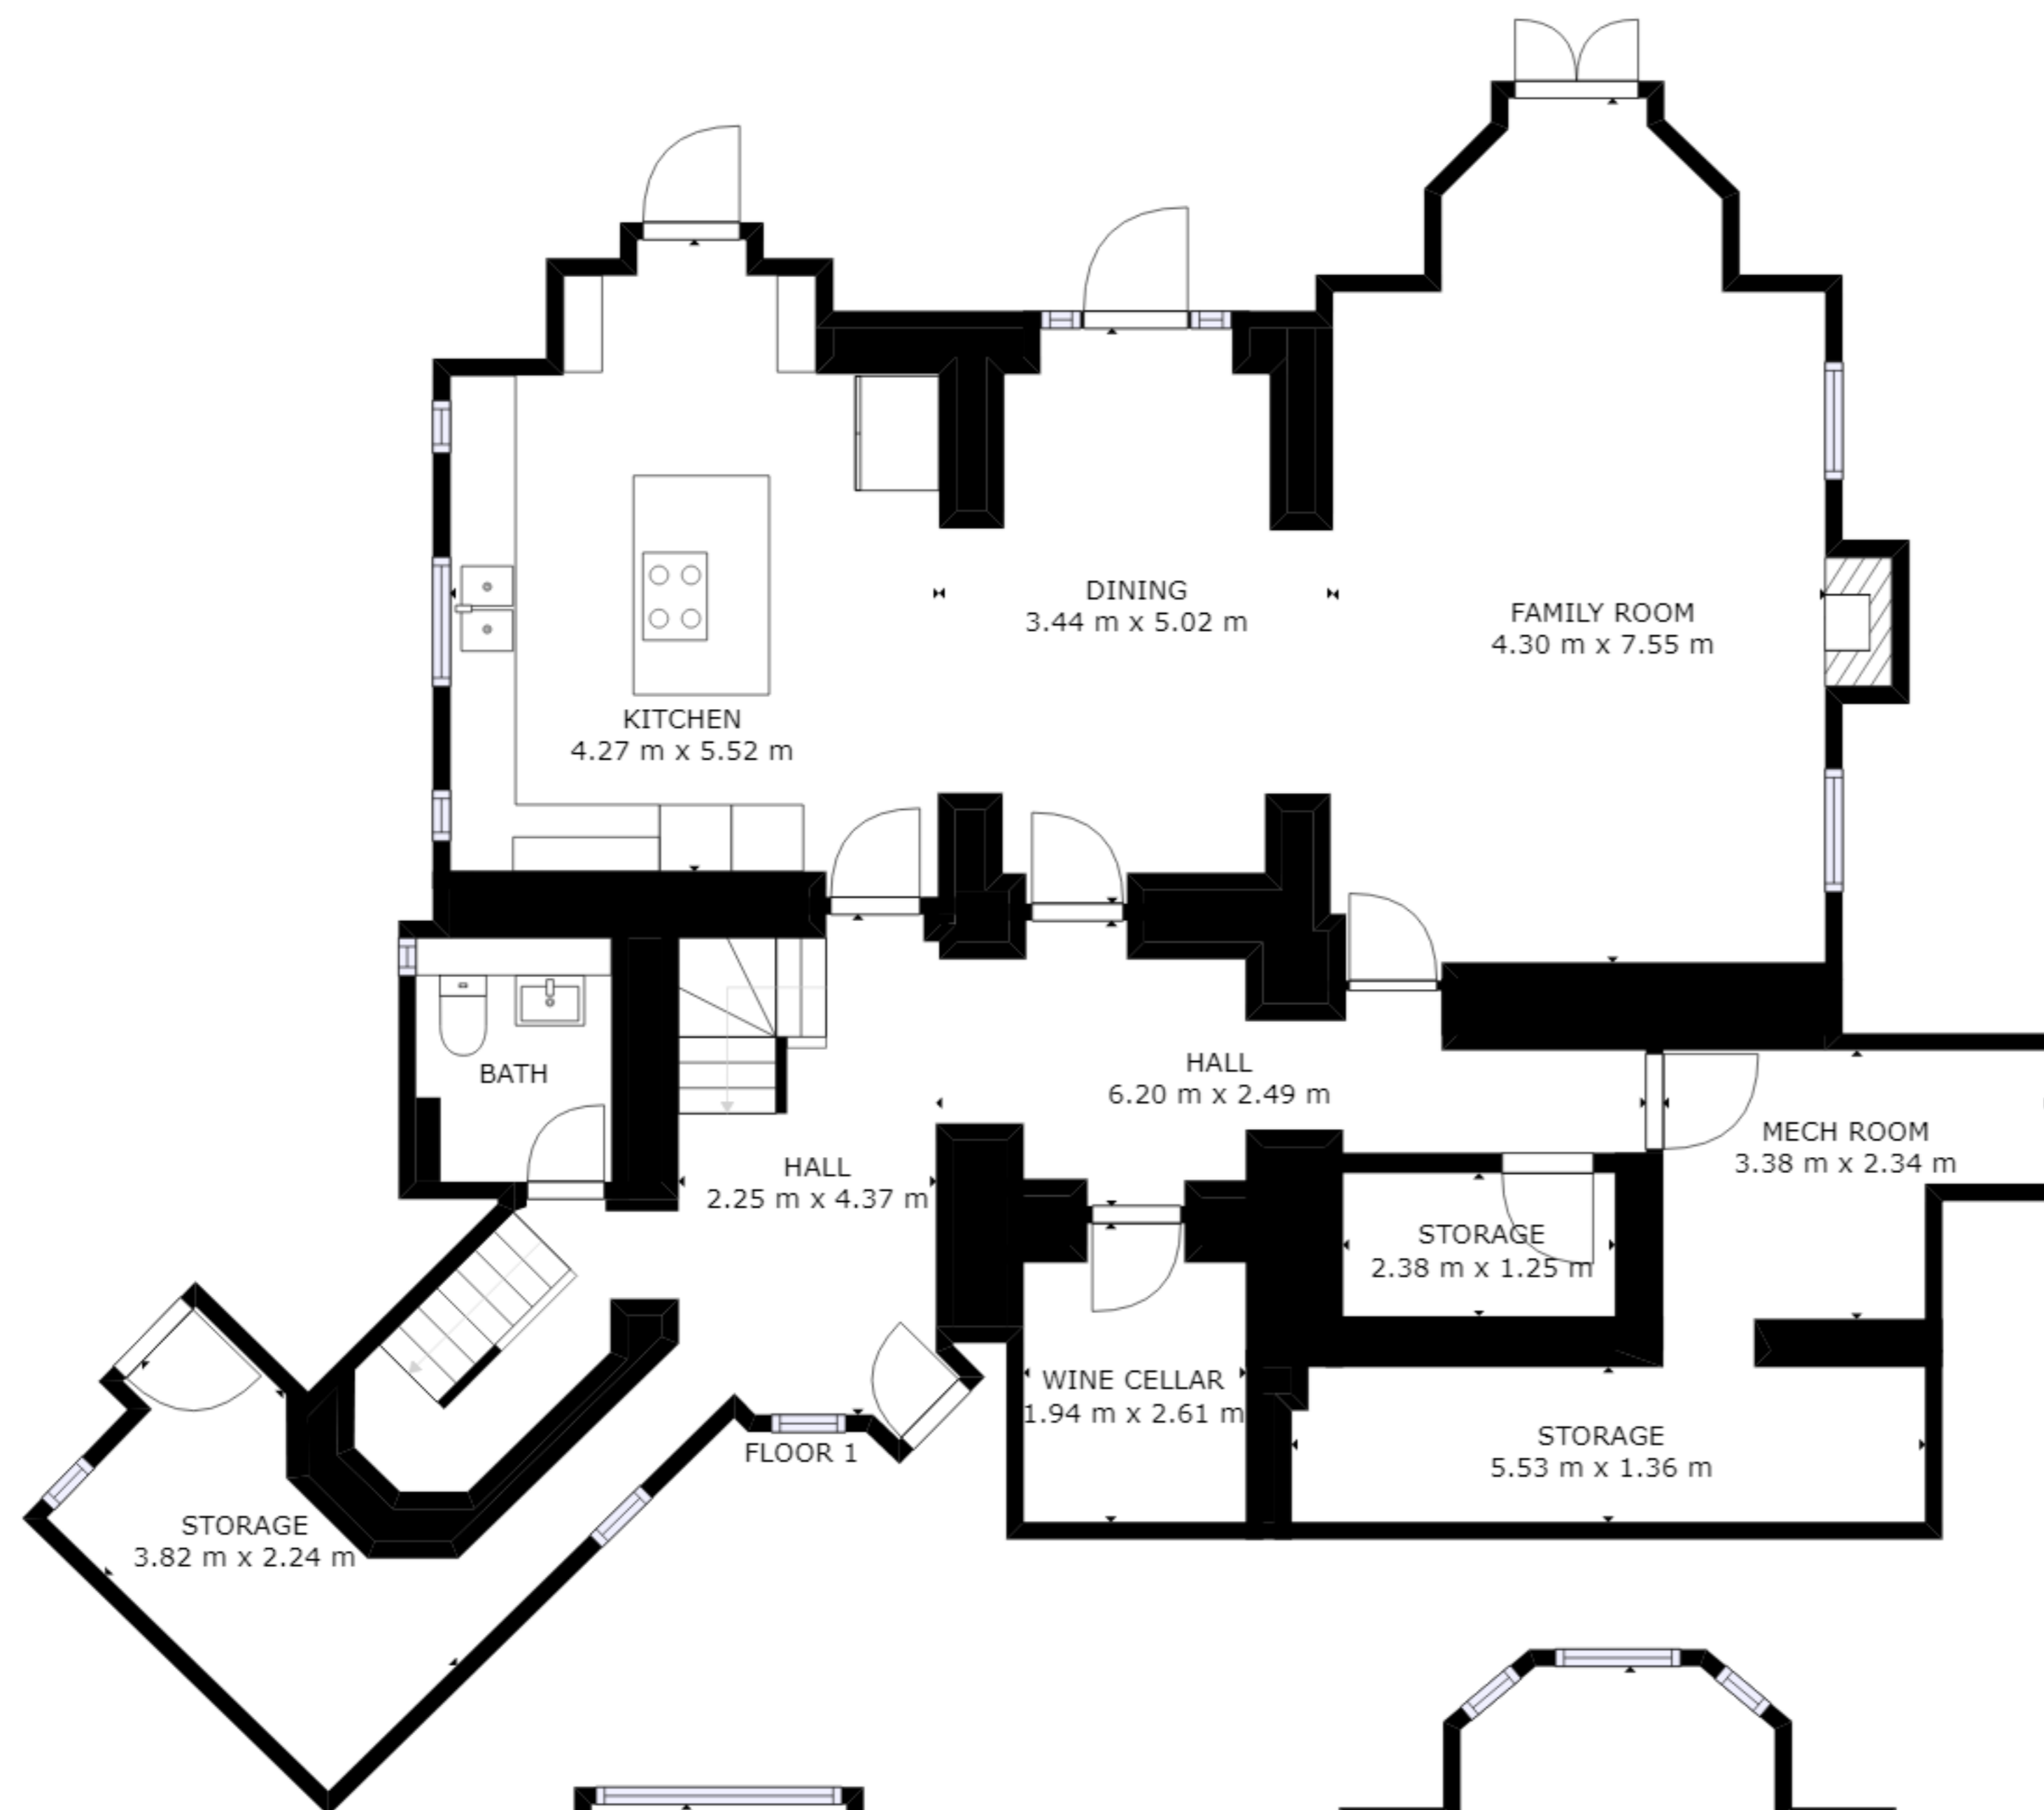 DINING
3.44 m x 5.02 m
FAMILY ROOM
4.30 m x 7.55 m
KITCHEN
4.27 m x 5.52 m
BATH
HALL
6.20 m x 2.49 m
MECH ROOM
3.38 m x 2.34 m
HALL
2.25 m x 4.37 m
STORAGE
2.38 m x 1.25 m
WINE CELLAR
1.94 m x 2.61 m
FLOOR 1
STORAGE
5.53 m x 1.36 m
STORAGE
3.82 m x 2.24 m